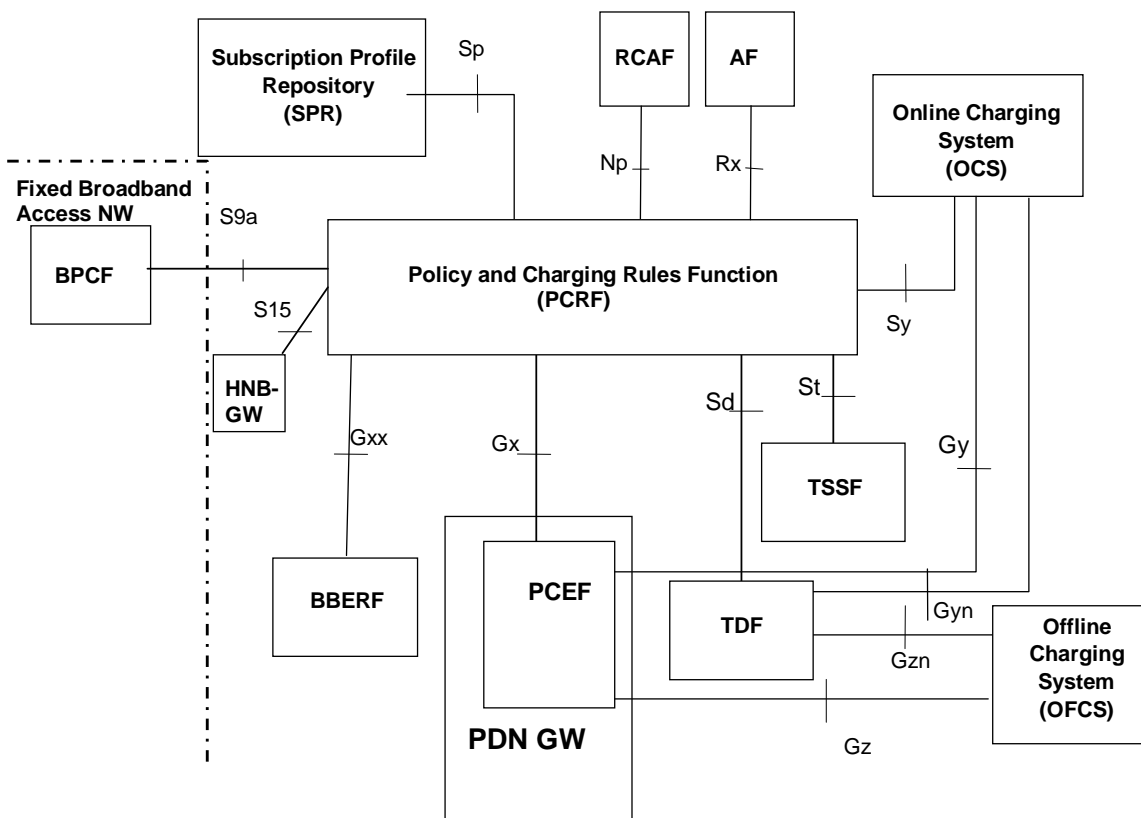 Subscription Profile
Repository
(SPR)
Sp
RCAF
AF
Online Charging
System
(OCS)
Np
Rx
Fixed Broadband
Access NW
S9a
BPCF
Policy and Charging Rules Function
(PCRF)
S15
Sy
HNB-
GW
Gxx
Gx
Sd
St
Gy
TSSF
BBERF
PCEF
TDF
Gyn
Gzn
Offline
Charging
System
(OFCS)
PDN GW
Gz